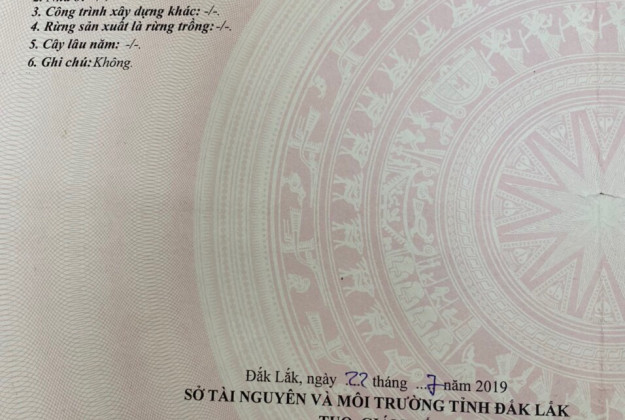 3. Công trình xây dựng khác: -/-.
4. Rừng sản xuất là rừng trồng:-/-.
5. Cây lâu năm: -/-.
6. Ghi chú:Không.
Đắk Lắk, ngày 22 tháng ...7 năm 2019
SỞ TÀI NGUYÊN VÀ MÔI TRƯỜNG TỈNH ĐẮK LẮK